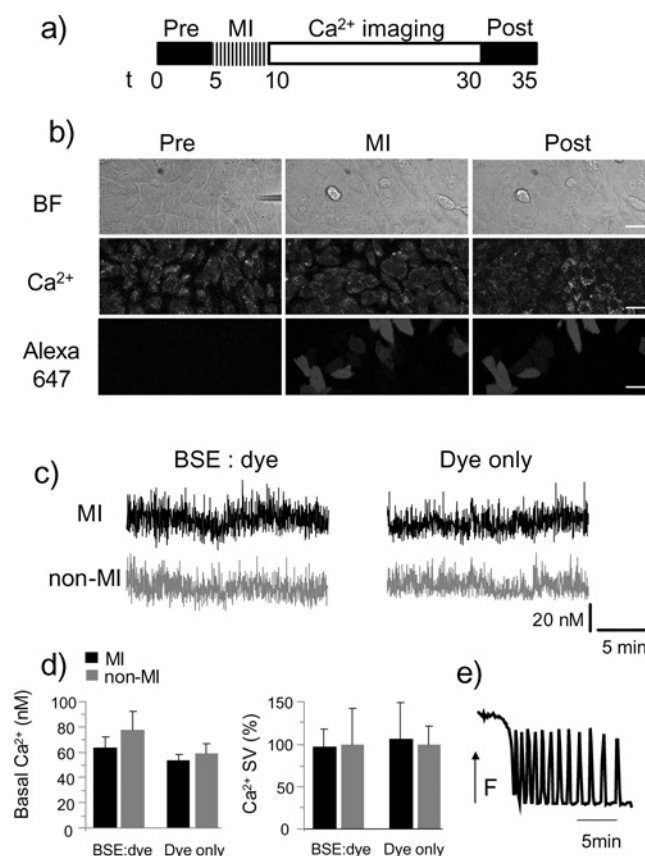 a)
Pre MI Ca²⁺ imaging Post
t 0 5 10 30 35
b)
Pre MI Post
BF
Ca²⁺
Alexa
647
c)
BSE : dye Dye only
MI
non-MI
20 nM
5 min
d)
MI
non-MI
Basal Ca²⁺ (nM)
100
80
60
40
20
0
BSE:dye Dye only
Ca²⁺ SV (%)
150
100
50
0
BSE:dye Dye only
e)
F
5min